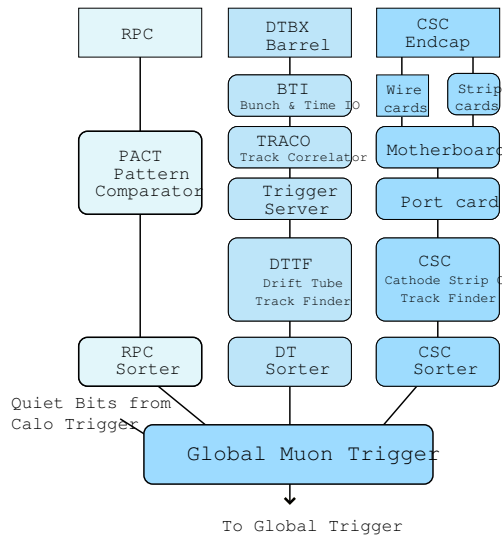 RPC
PACT
Pattern
Comparator
RPC
Sorter
DTBX
Barrel
BTI
Bunch & Time IO
TRACO
Track Correlator
Trigger
Server
DTTF
Drift Tube
Track Finder
DT
Sorter
CSC
Endcap
Wire
cards
Strip
cards
Motherboard
Port card
CSC
Cathode Strip C
Track Finder
CSC
Sorter
Quiet Bits from
Calo Trigger
Global Muon Trigger
To Global Trigger